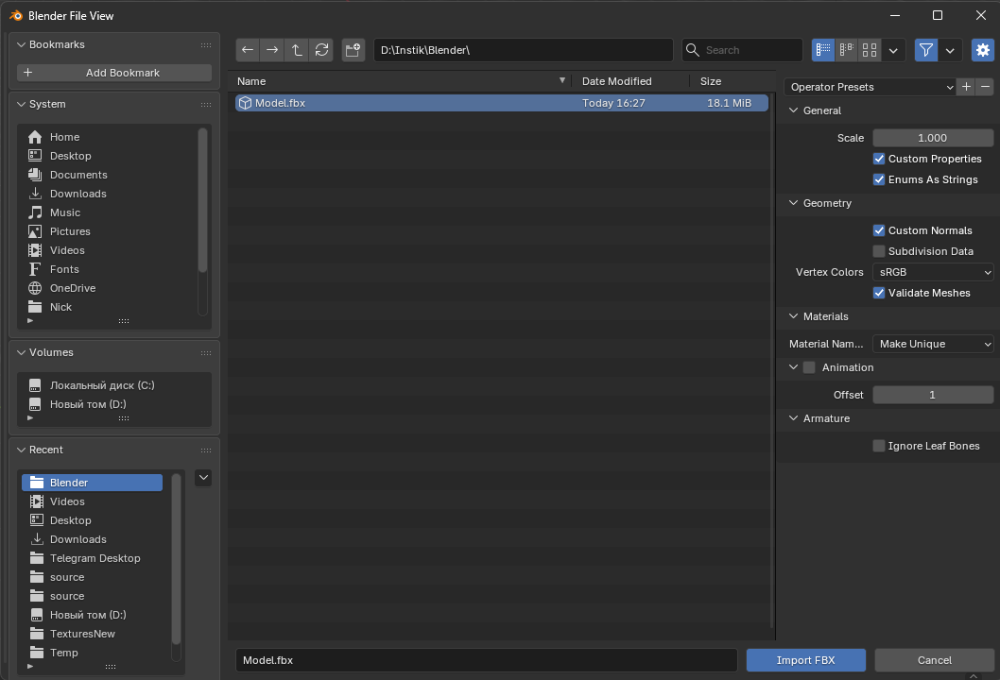 Blender File View
Bookmarks
Add Bookmark
System
Home
Desktop
Documents
Downloads
Music
Pictures
Videos
Fonts
OneDrive
Nick
Volumes
Локальный диск (C:)
Новый том (D:)
Recent
Blender
Videos
Desktop
Downloads
Telegram Desktop
source
source
Новый том (D:)
TexturesNew
Temp
D:\Instik\Blender\
Search
Name Date Modified Size
Model.fbx Today 16:27 18.1 MiB
Model.fbx
Import FBX
Cancel
Operator Presets
General
Scale 1.000
Custom Properties
Enums As Strings
Geometry
Custom Normals
Subdivision Data
Vertex Colors sRGB
Validate Meshes
Materials
Material Nam... Make Unique
Animation
Offset 1
Armature
Ignore Leaf Bones